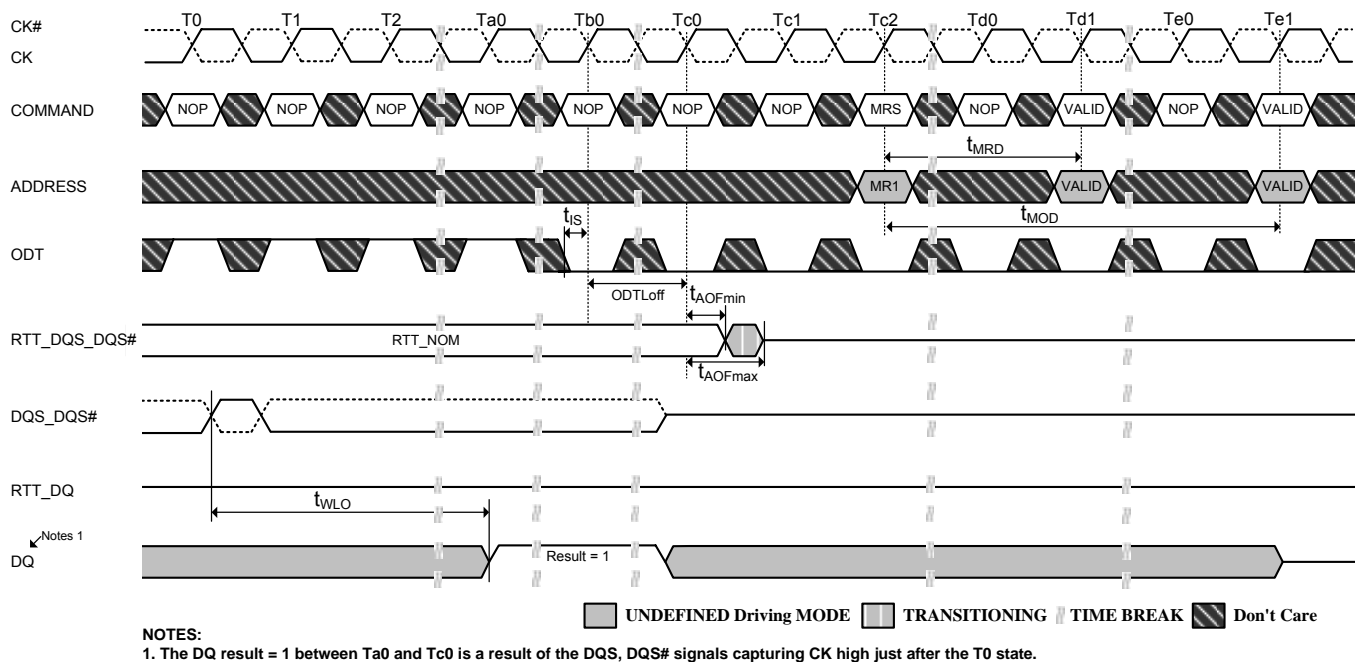 T0 T1 T2 Ta0 Tb0 Tc0 Tc1 Tc2 Td0 Td1 Te0 Te1
CK#
CK
COMMAND NOP NOP NOP NOP NOP NOP NOP MRS NOP VALID NOP VALID
tMRD
ADDRESS MR1 VALID VALID
tIS tMOD
ODT
ODTLoff tAOFmin
RTT_DQS_DQS# RTT_NOM
tAOFmax
DQS_DQS#
RTT_DQ
tWLO
Notes 1
DQ Result = 1
UNDEFINED Driving MODE TRANSITIONING TIME BREAK Don't Care
NOTES:
1. The DQ result = 1 between Ta0 and Tc0 is a result of the DQS, DQS# signals capturing CK high just after the T0 state.